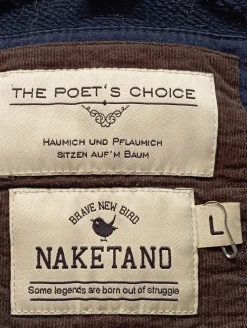 THE POET'S CHOICE
HAUMICH UND PFLAUMICH
SITZEN AUF'M BAUM
BRAVE NEW BIRD
NAKETANO
Some legends are born out of struggle
L